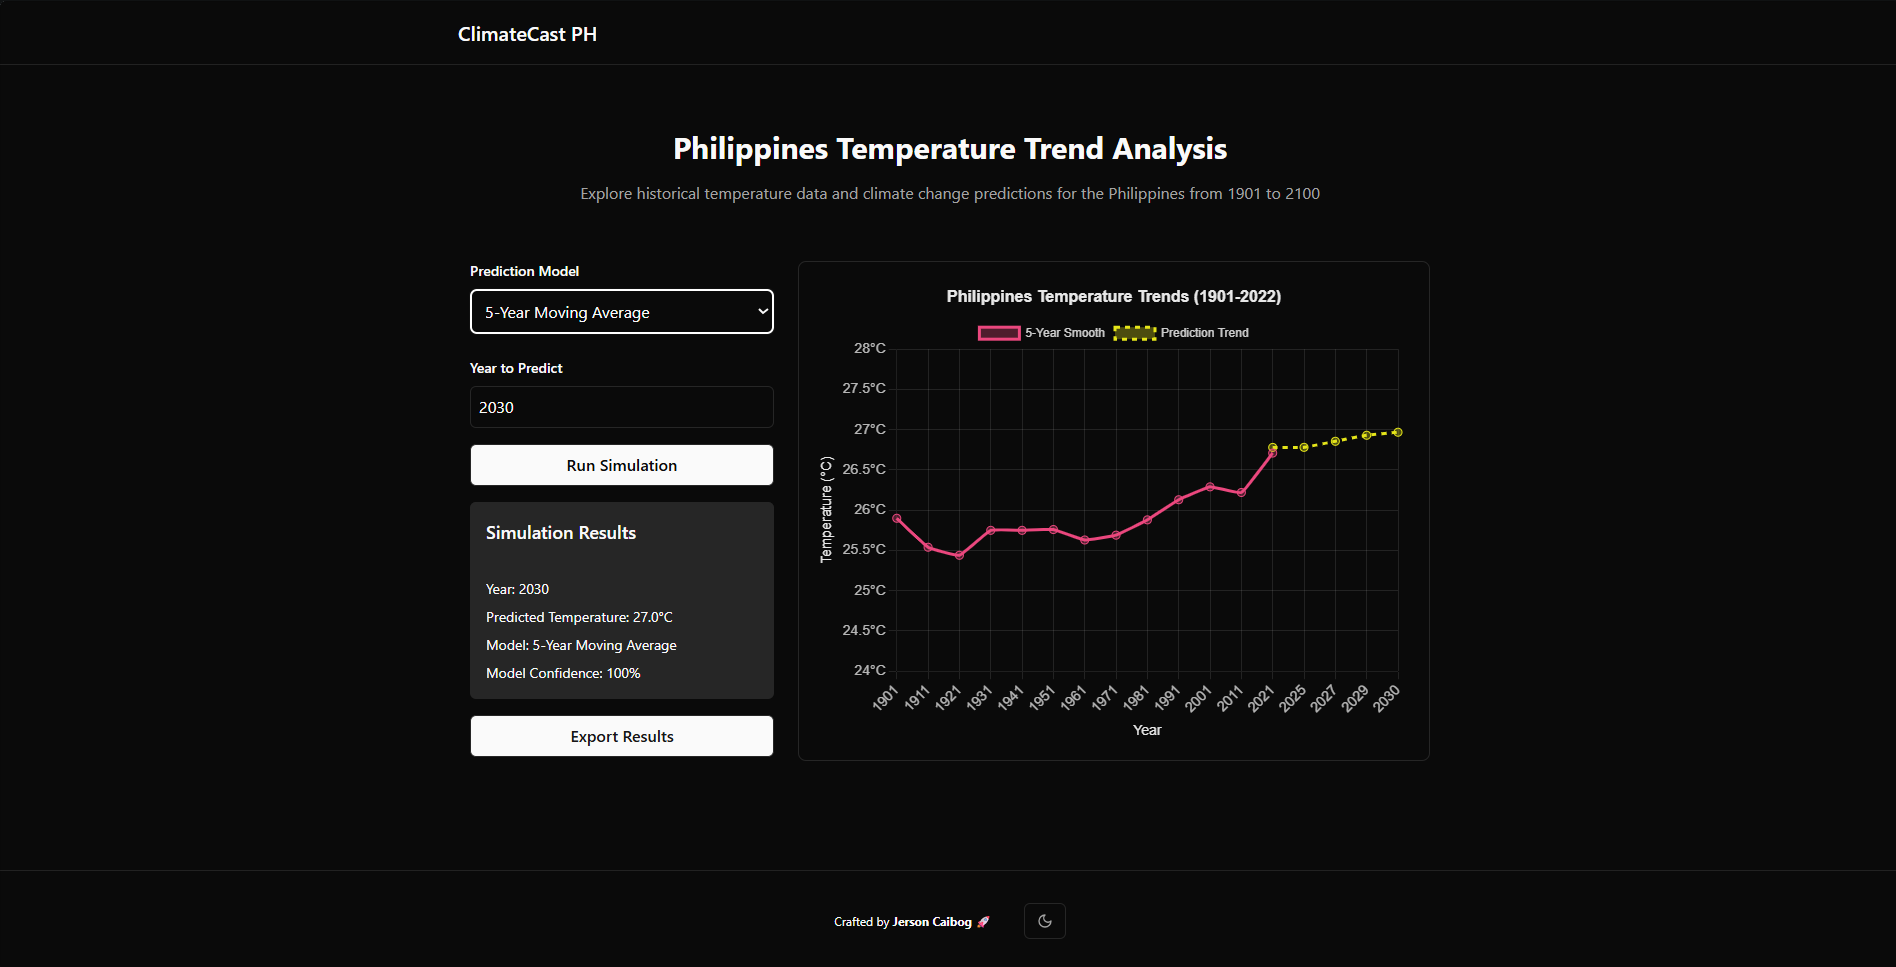 ClimateCast PH
Philippines Temperature Trend Analysis
Explore historical temperature data and climate change predictions for the Philippines from 1901 to 2100
Prediction Model
5-Year Moving Average
Year to Predict
2030
Run Simulation
Simulation Results
Year: 2030
Predicted Temperature: 27.0°C
Model: 5-Year Moving Average
Model Confidence: 100%
Export Results
Philippines Temperature Trends (1901-2022)
5-Year Smooth
Prediction Trend
28°C
27.5°C
27°C
26.5°C
26°C
25.5°C
25°C
24.5°C
24°C
Temperature (°C)
1901
1911
1921
1931
1941
1951
1961
1971
1981
1991
2001
2011
2021
2025
2027
2029
2030
Year
Crafted by Jerson Caibog 🚀